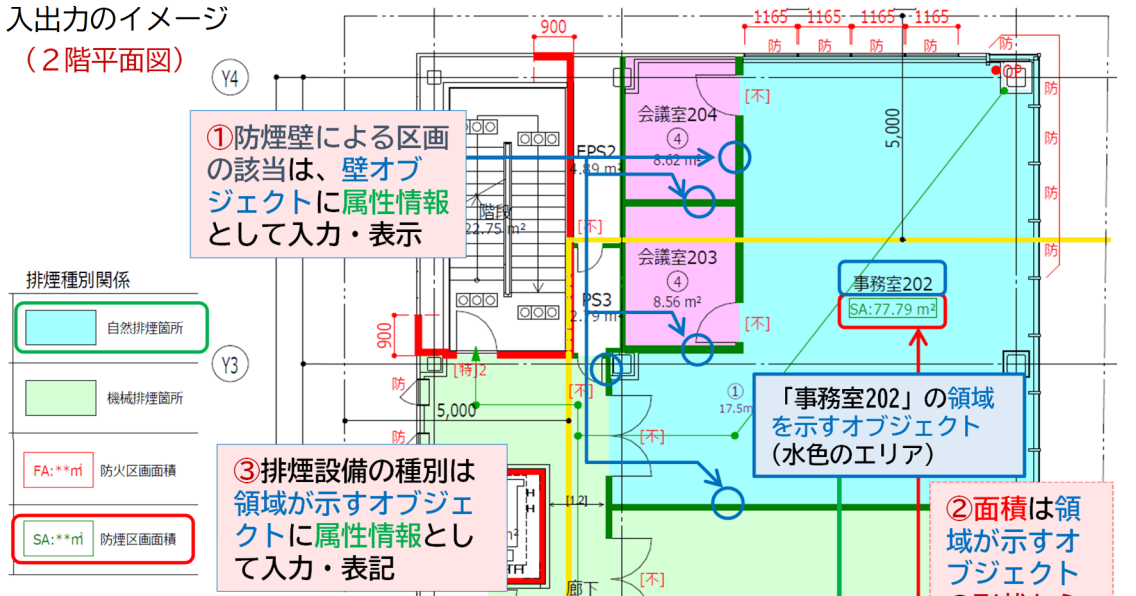 入出力のイメージ
（２階平面図）
900
1165
1165
1165
1165
防
防
防
防
防
Y4
[不]
OP
防
防
防
防
会議室204
④
8.62 m²
5,000
①防煙壁による区画
の該当は、壁オブ
ジェクトに属性情報
として入力・表示
EPS2
4.89 m²
階段
22.75 m²
[不]
会議室203
④
8.56 m²
事務室202
SA:77.79 m²
排煙種別関係
自然排煙箇所
機械排煙箇所
FA:**㎡
防火区画面積
SA:**㎡
防煙区画面積
PS3
2.79 m²
[不]
900
Y3
[特]2
防
[不]
5,000
防
①
17.5m
[不]
「事務室202」の領域
を示すオブジェクト
（水色のエリア）
③排煙設備の種別は
領域が示すオブジェ
クトに属性情報とし
て入力・表記
[12]
②面積は領
域が示すオ
ブジェクト
[不]
廊下